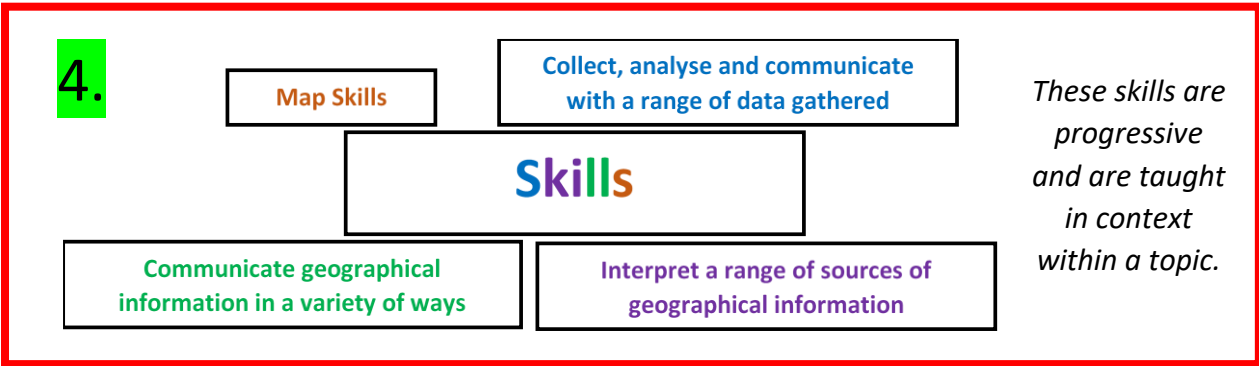 4.
Map Skills
Collect, analyse and communicate
with a range of data gathered
Skills
Communicate geographical
information in a variety of ways
Interpret a range of sources of
geographical information
These skills are
progressive
and are taught
in context
within a topic.